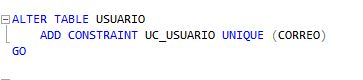 ALTER TABLE USUARIO
ADD CONSTRAINT UC_USUARIO UNIQUE (CORREO)
GO